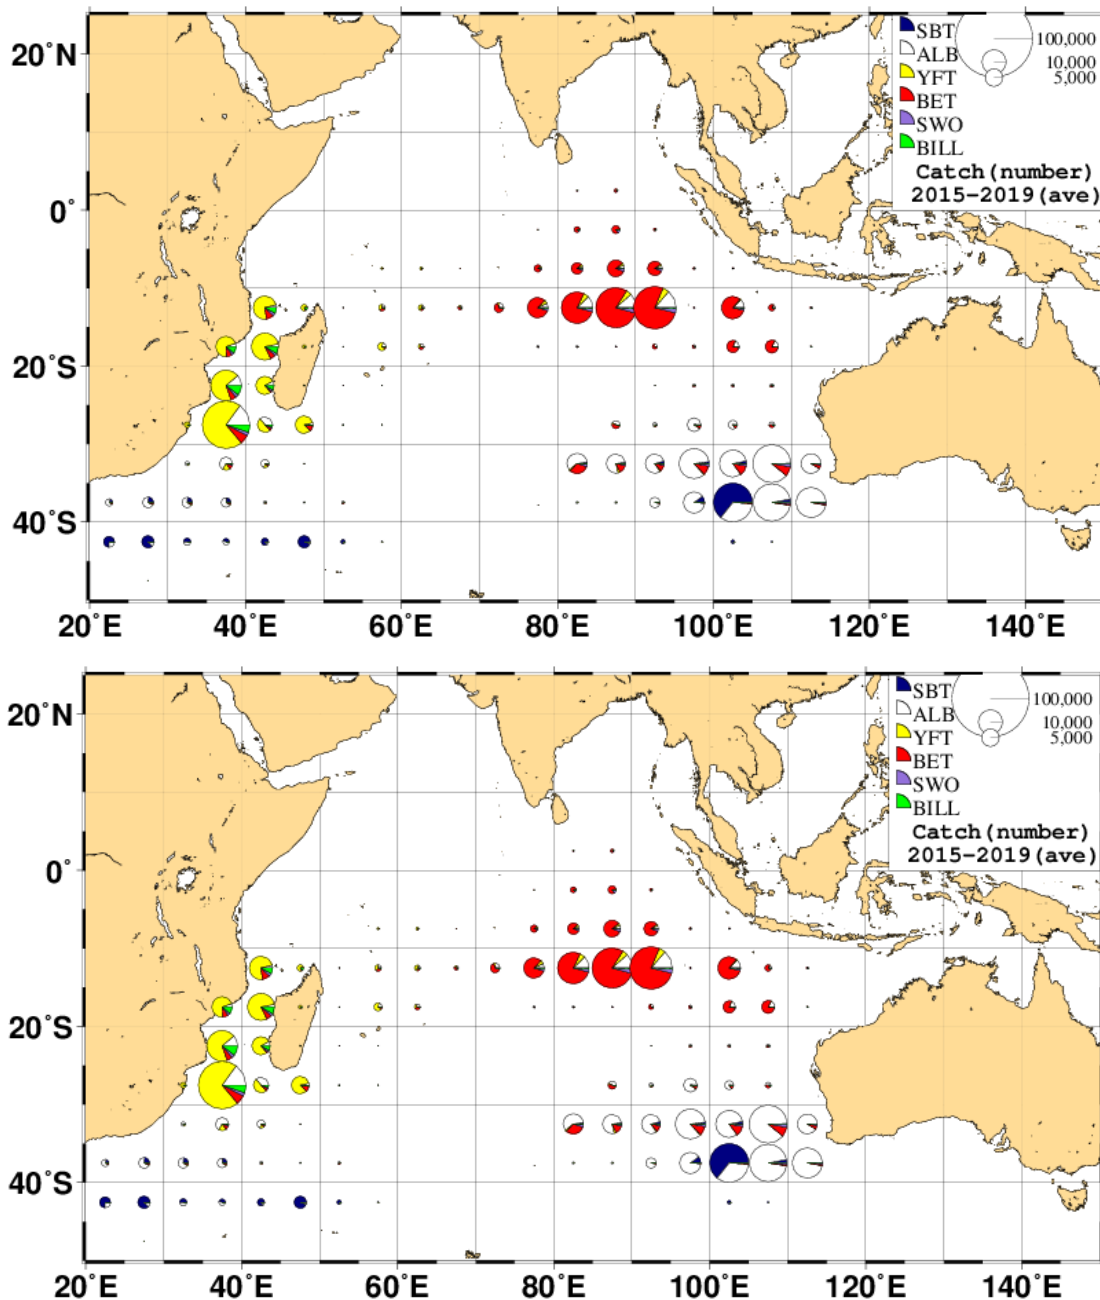 SBT
ALB
YFT
BET
SWO
BILL
100,000
10,000
5,000
Catch(number)
2015-2019(ave)
20°N
0°
20°S
40°S
20°E 40°E 60°E 80°E 100°E 120°E 140°E
SBT
ALB
YFT
BET
SWO
BILL
100,000
10,000
5,000
Catch(number)
2015-2019(ave)
20°N
0°
20°S
40°S
20°E 40°E 60°E 80°E 100°E 120°E 140°E